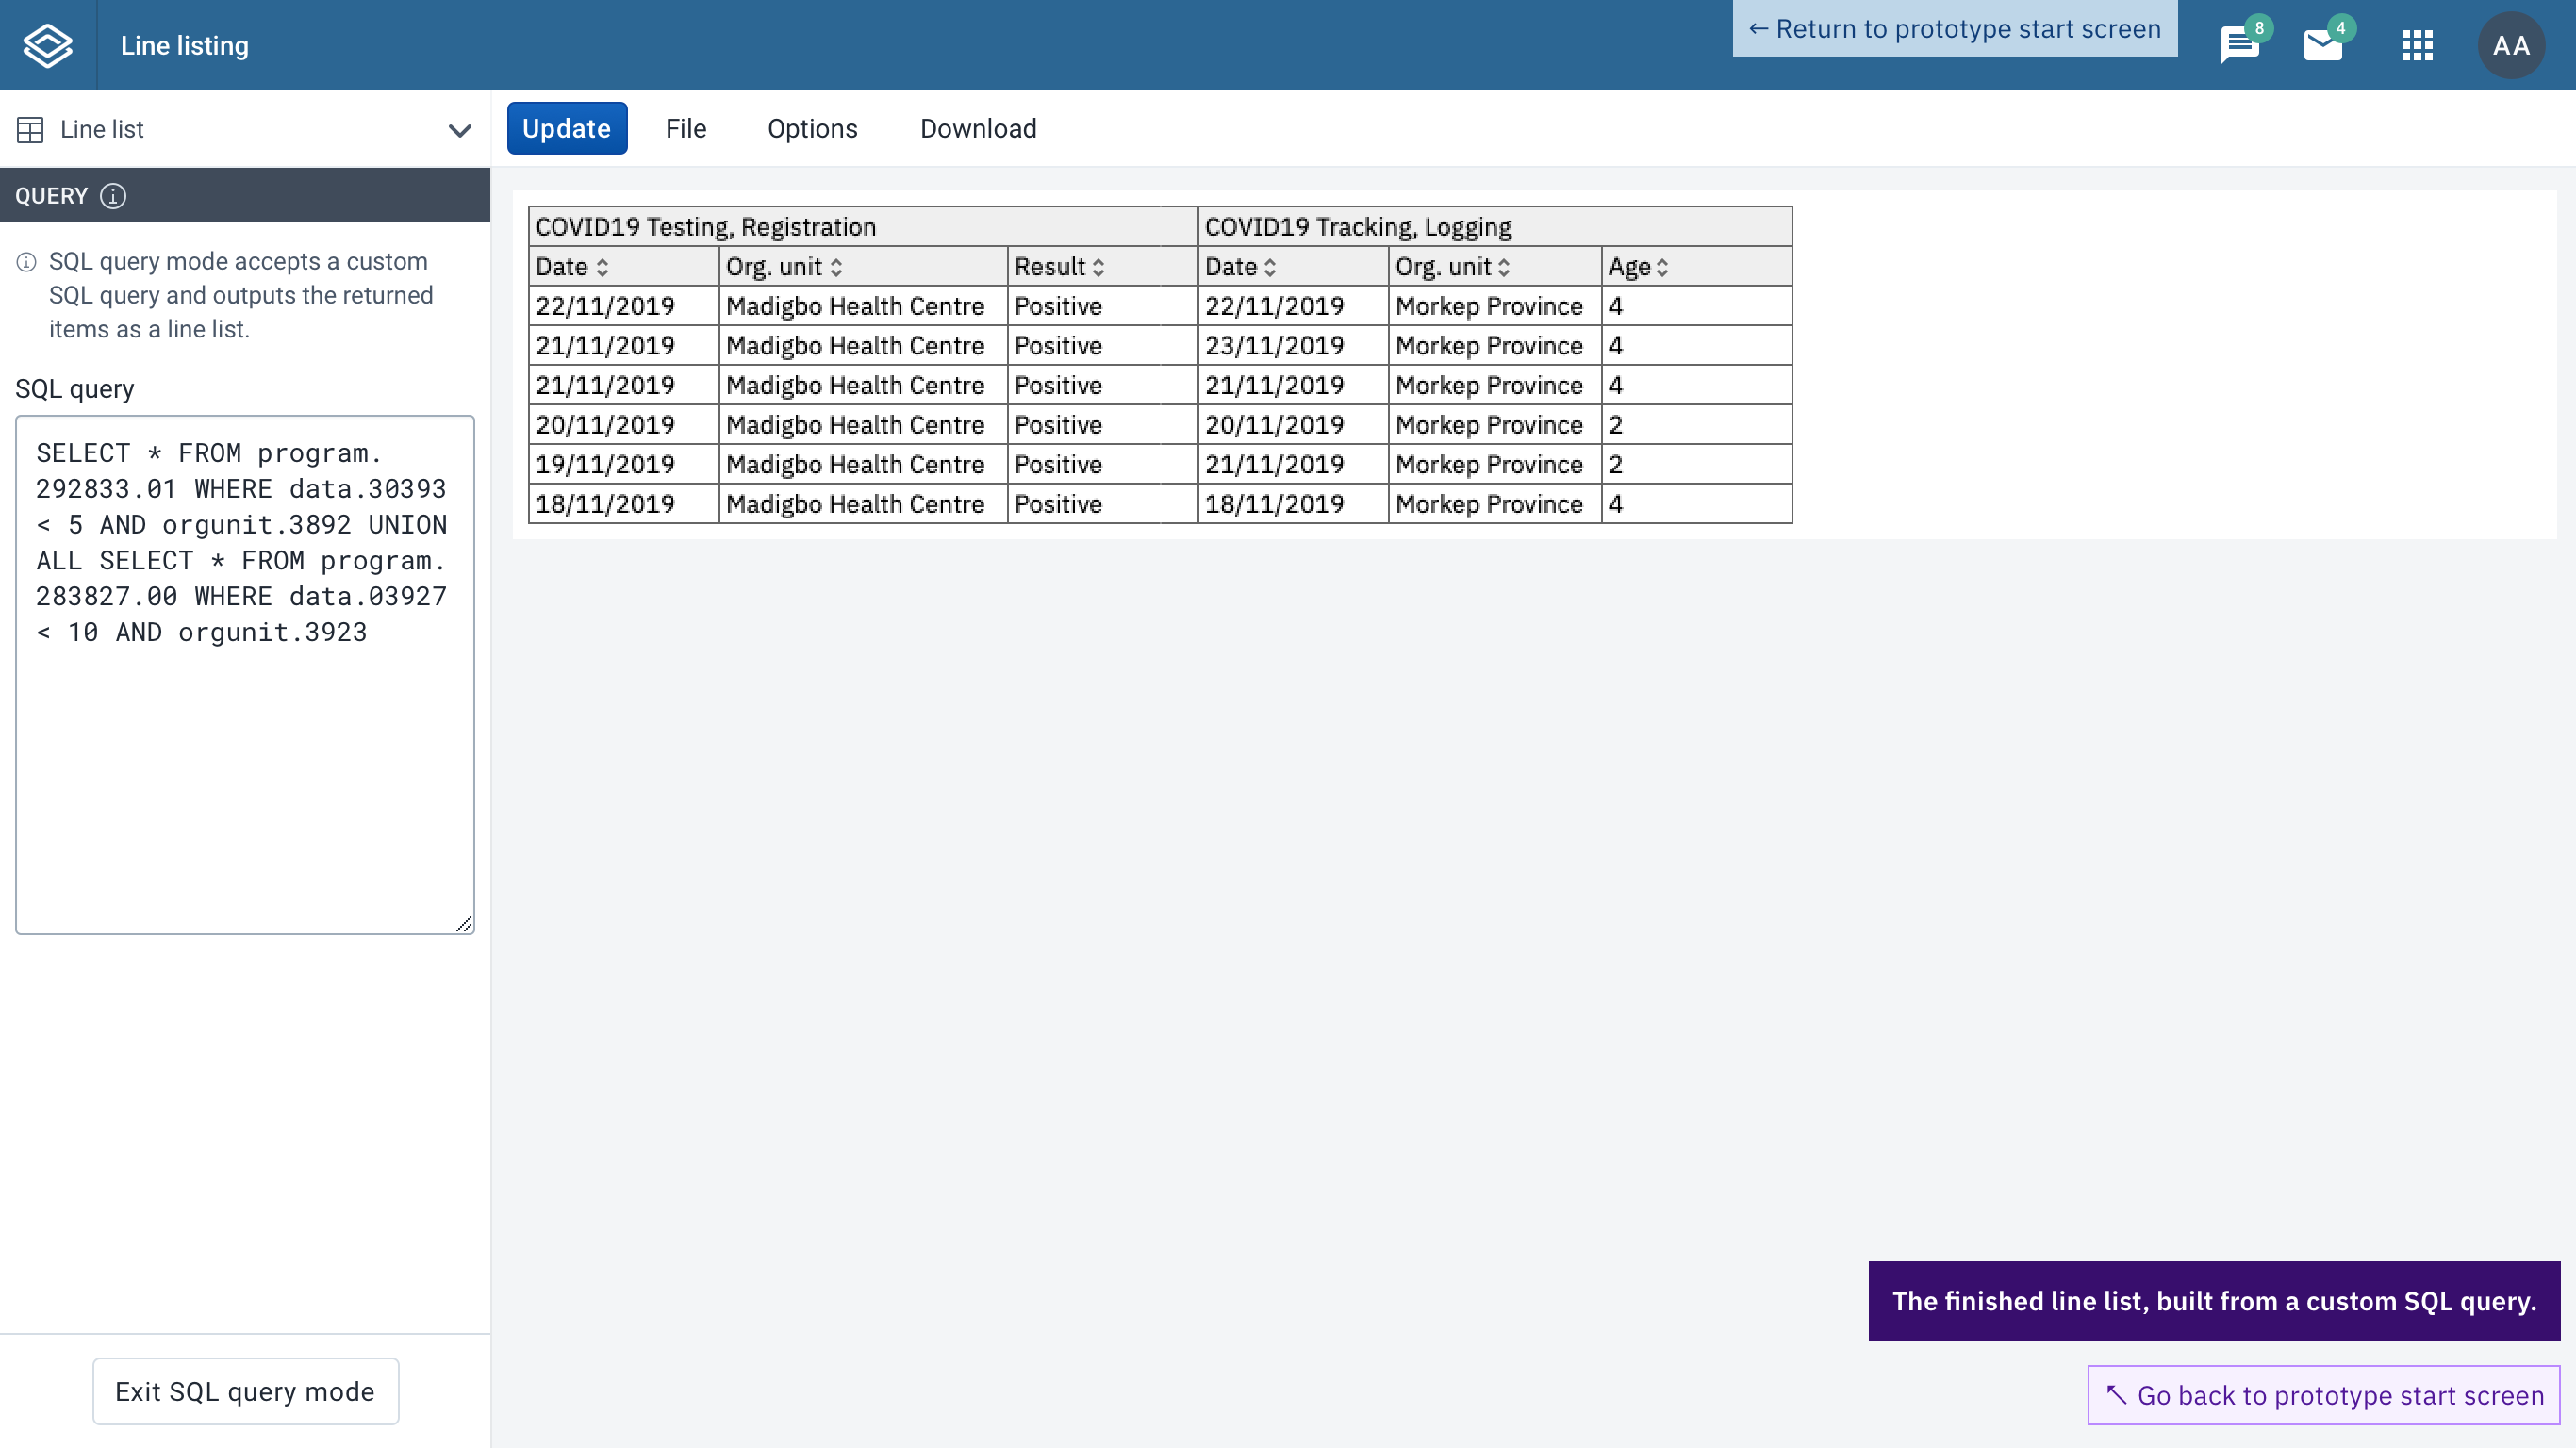 Line listing
← Return to prototype start screen
8
4
AA
Line list
Update
File
Options
Download
QUERY
SQL query mode accepts a custom
SQL query and outputs the returned
items as a line list.
SQL query
SELECT * FROM program.
292833.01 WHERE data.30393
< 5 AND orgunit.3892 UNION
ALL SELECT * FROM program.
283827.00 WHERE data.03927
< 10 AND orgunit.3923
Exit SQL query mode
COVID19 Testing, Registration COVID19 Tracking, Logging
Date Org. unit Result Date Org. unit Age
22/11/2019 Madigbo Health Centre Positive 22/11/2019 Morkep Province 4
21/11/2019 Madigbo Health Centre Positive 23/11/2019 Morkep Province 4
21/11/2019 Madigbo Health Centre Positive 21/11/2019 Morkep Province 4
20/11/2019 Madigbo Health Centre Positive 20/11/2019 Morkep Province 2
19/11/2019 Madigbo Health Centre Positive 21/11/2019 Morkep Province 2
18/11/2019 Madigbo Health Centre Positive 18/11/2019 Morkep Province 4
The finished line list, built from a custom SQL query.
↖ Go back to prototype start screen